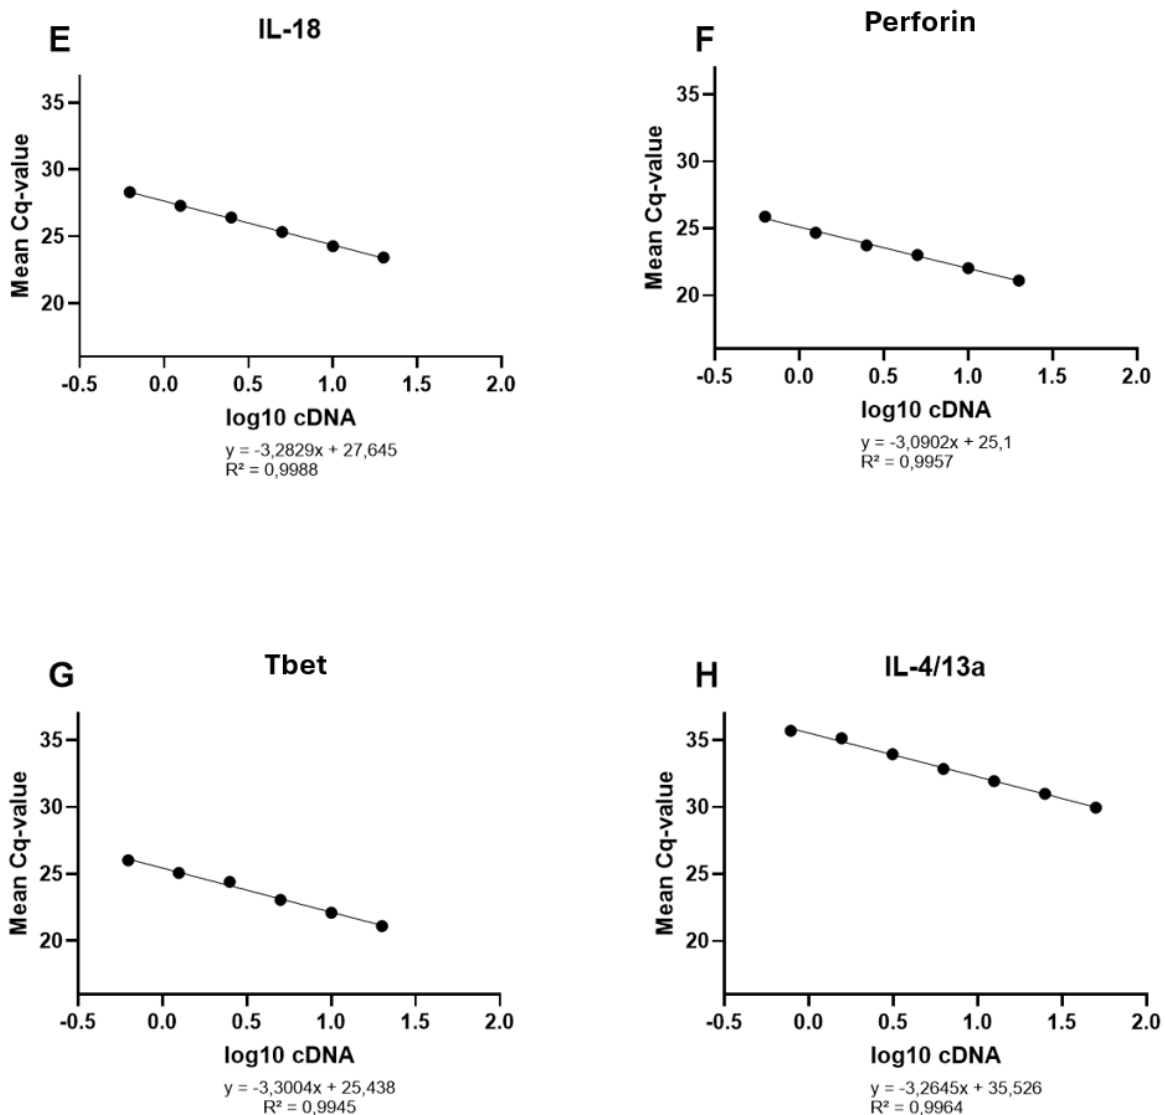 E
IL-18
Mean Cq-value
35
30
25
20
-0.5 0.0 0.5 1.0 1.5 2.0
log10 cDNA
y = -3,2829x + 27,645
R² = 0,9988
F
Perforin
Mean Cq-value
35
30
25
20
-0.5 0.0 0.5 1.0 1.5 2.0
log10 cDNA
y = -3,0902x + 25,1
R² = 0,9957
G
Tbet
Mean Cq-value
35
30
25
20
-0.5 0.0 0.5 1.0 1.5 2.0
log10 cDNA
y = -3,3004x + 25,438
R² = 0,9945
H
IL-4/13a
Mean Cq-value
35
30
25
20
-0.5 0.0 0.5 1.0 1.5 2.0
log10 cDNA
y = -3,2645x + 35,526
R² = 0,9964